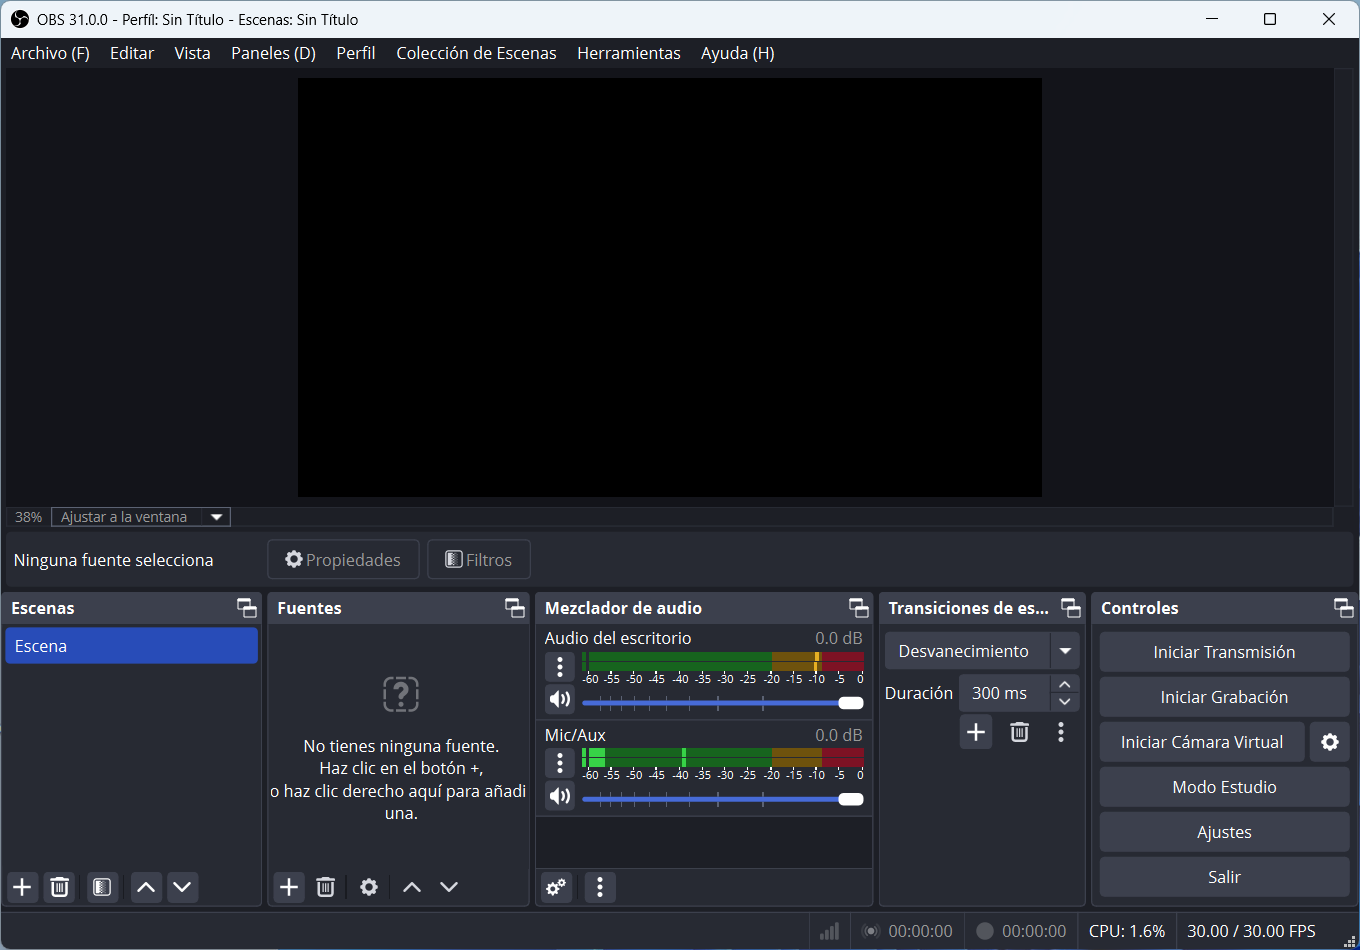 OBS 31.0.0 - Perfíl: Sin Título - Escenas: Sin Título
Archivo (F) Editar Vista Paneles (D) Perfil Colección de Escenas Herramientas Ayuda (H)
38% Ajustar a la ventana
Ninguna fuente selecciona Propiedades Filtros
Escenas
Escena
Fuentes
No tienes ninguna fuente.
Haz clic en el botón +,
o haz clic derecho aquí para añadi
una.
Mezclador de audio
Audio del escritorio 0.0 dB
-60 -55 -50 -45 -40 -35 -30 -25 -20 -15 -10 -5 0
Mic/Aux 0.0 dB
-60 -55 -50 -45 -40 -35 -30 -25 -20 -15 -10 -5 0
Transiciones de es...
Desvanecimiento
Duración 300 ms
Controles
Iniciar Transmisión
Iniciar Grabación
Iniciar Cámara Virtual
Modo Estudio
Ajustes
Salir
00:00:00 00:00:00 CPU: 1.6% 30.00 / 30.00 FPS